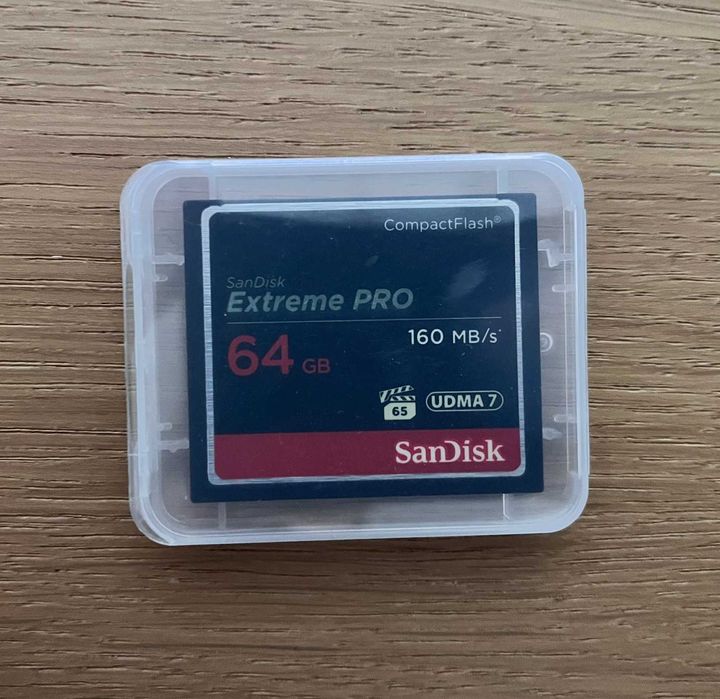 CompactFlash®
SanDisk
Extreme PRO
160 MB/s*
64 GB
65 UDMA 7
SanDisk